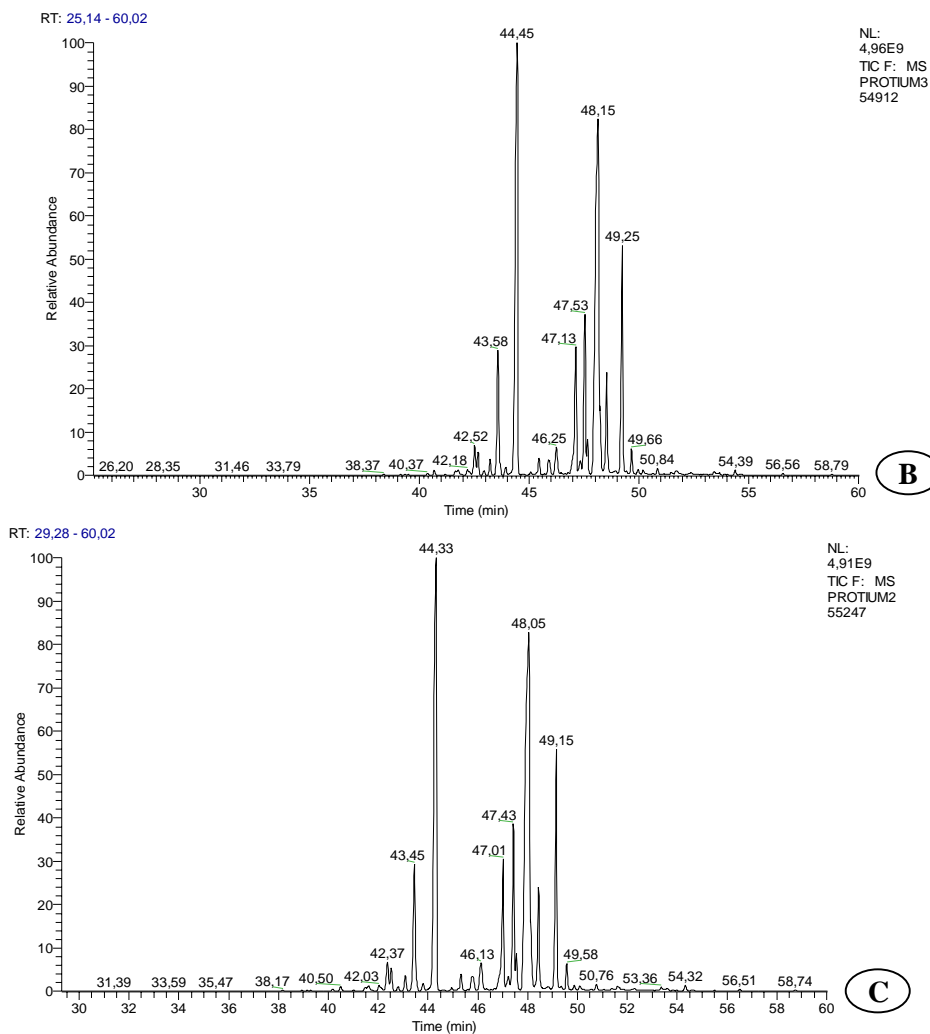 RT: 25,14 - 60,02
NL:
4,96E9
TIC F: MS
PROTIUM3
54912
Relative Abundance
100
90
80
70
60
50
40
30
20
10
0
44,45
48,15
49,25
47,53
47,13
43,58
42,52
46,25
49,66
26,20 28,35 31,46 33,79 38,37 40,37 42,18 50,84 54,39 56,56 58,79
30 35 40 45 50 55 60
Time (min)
B
RT: 29,28 - 60,02
NL:
4,91E9
TIC F: MS
PROTIUM2
55247
Relative Abundance
100
90
80
70
60
50
40
30
20
10
0
44,33
48,05
49,15
47,43
47,01
43,45
42,37
46,13
49,58
31,39 33,59 35,47 38,17 40,50 42,03 50,76 53,36 54,32 56,51 58,74
30 32 34 36 38 40 42 44 46 48 50 52 54 56 58 60
Time (min)
C